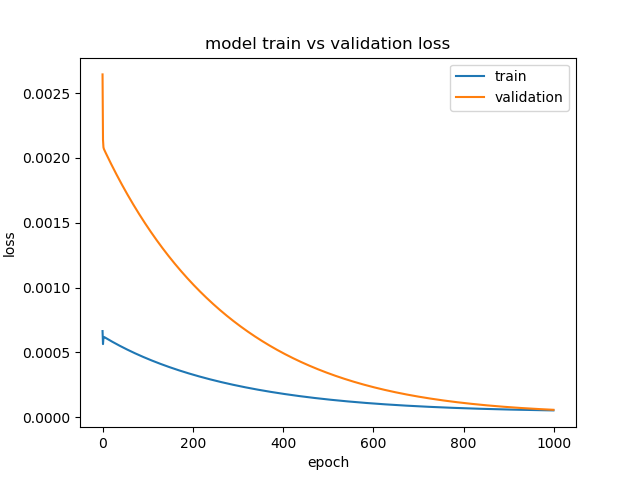 model train vs validation loss
train
validation
loss
0.0025
0.0020
0.0015
0.0010
0.0005
0.0000
0 200 400 600 800 1000
epoch